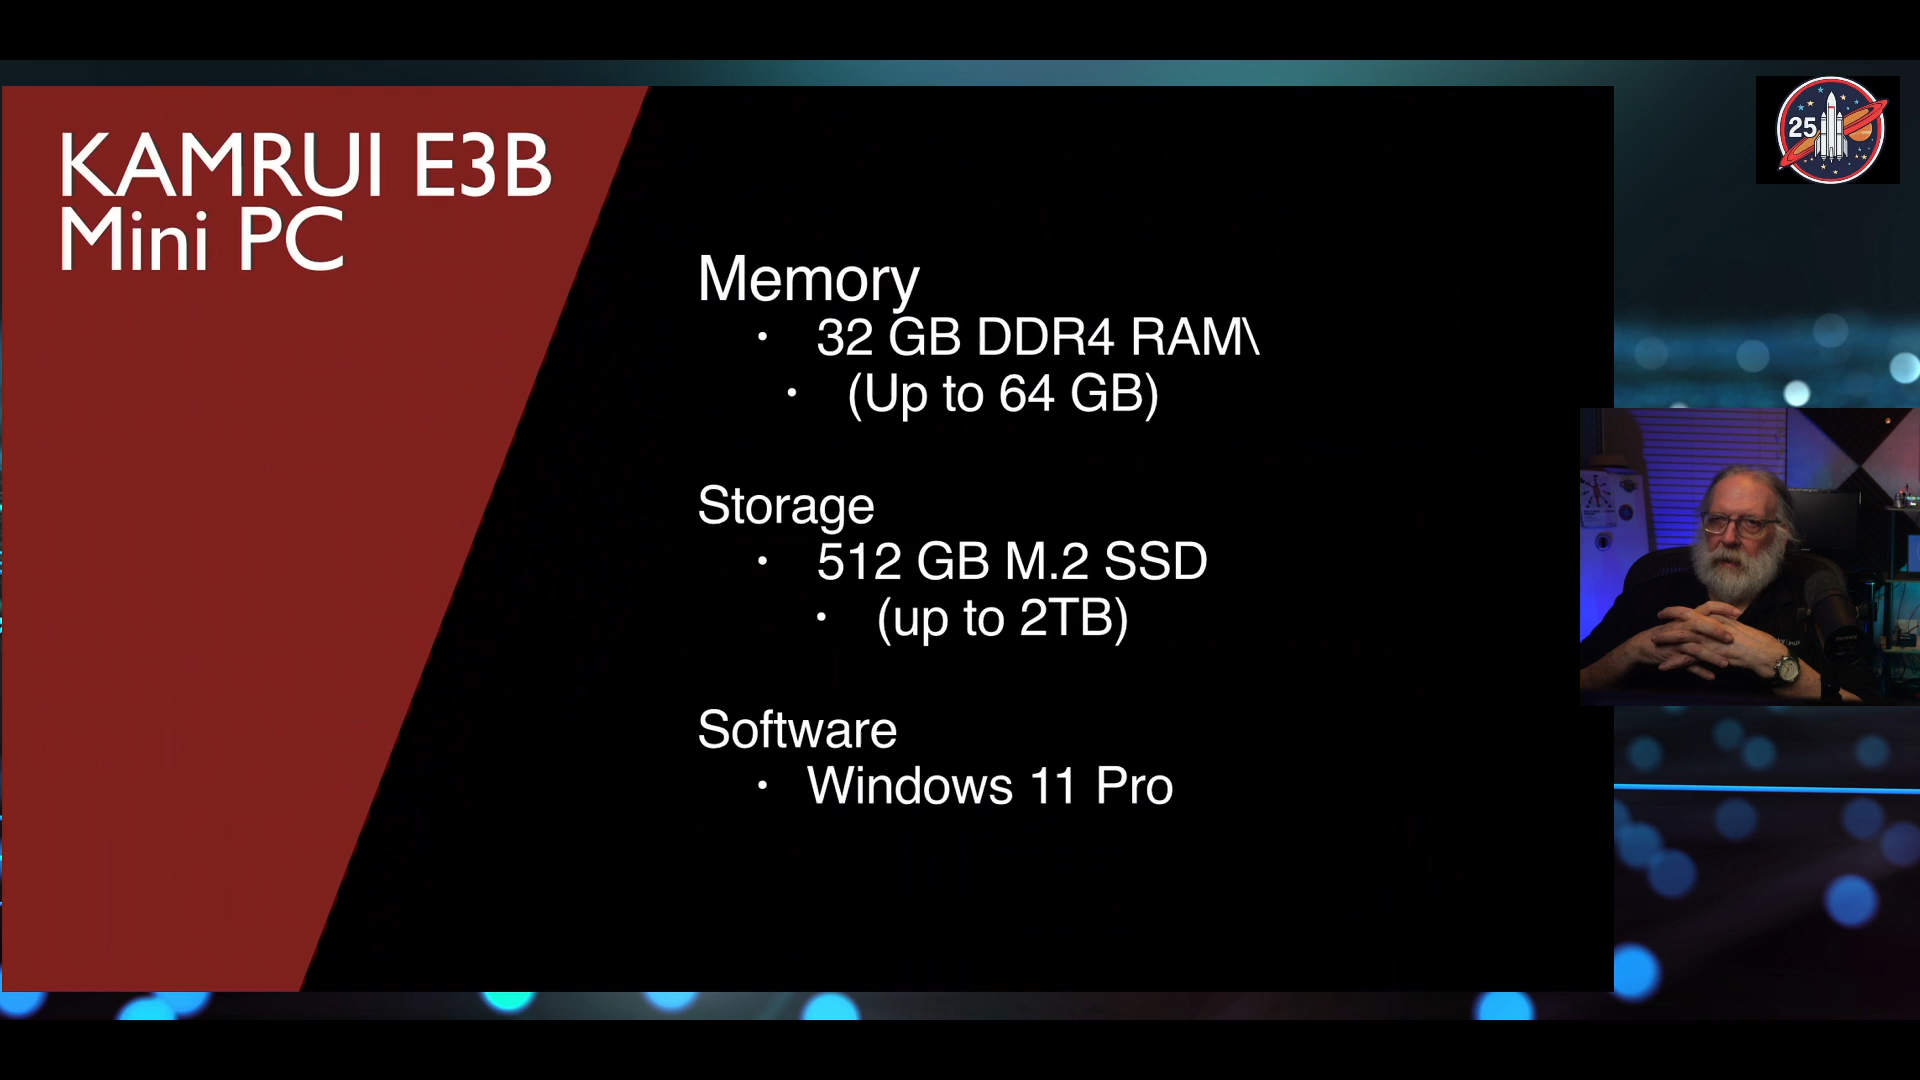 KAMRUI E3B
Mini PC
25
Memory
• 32 GB DDR4 RAM\
• (Up to 64 GB)
Storage
• 512 GB M.2 SSD
• (up to 2TB)
Software
• Windows 11 Pro